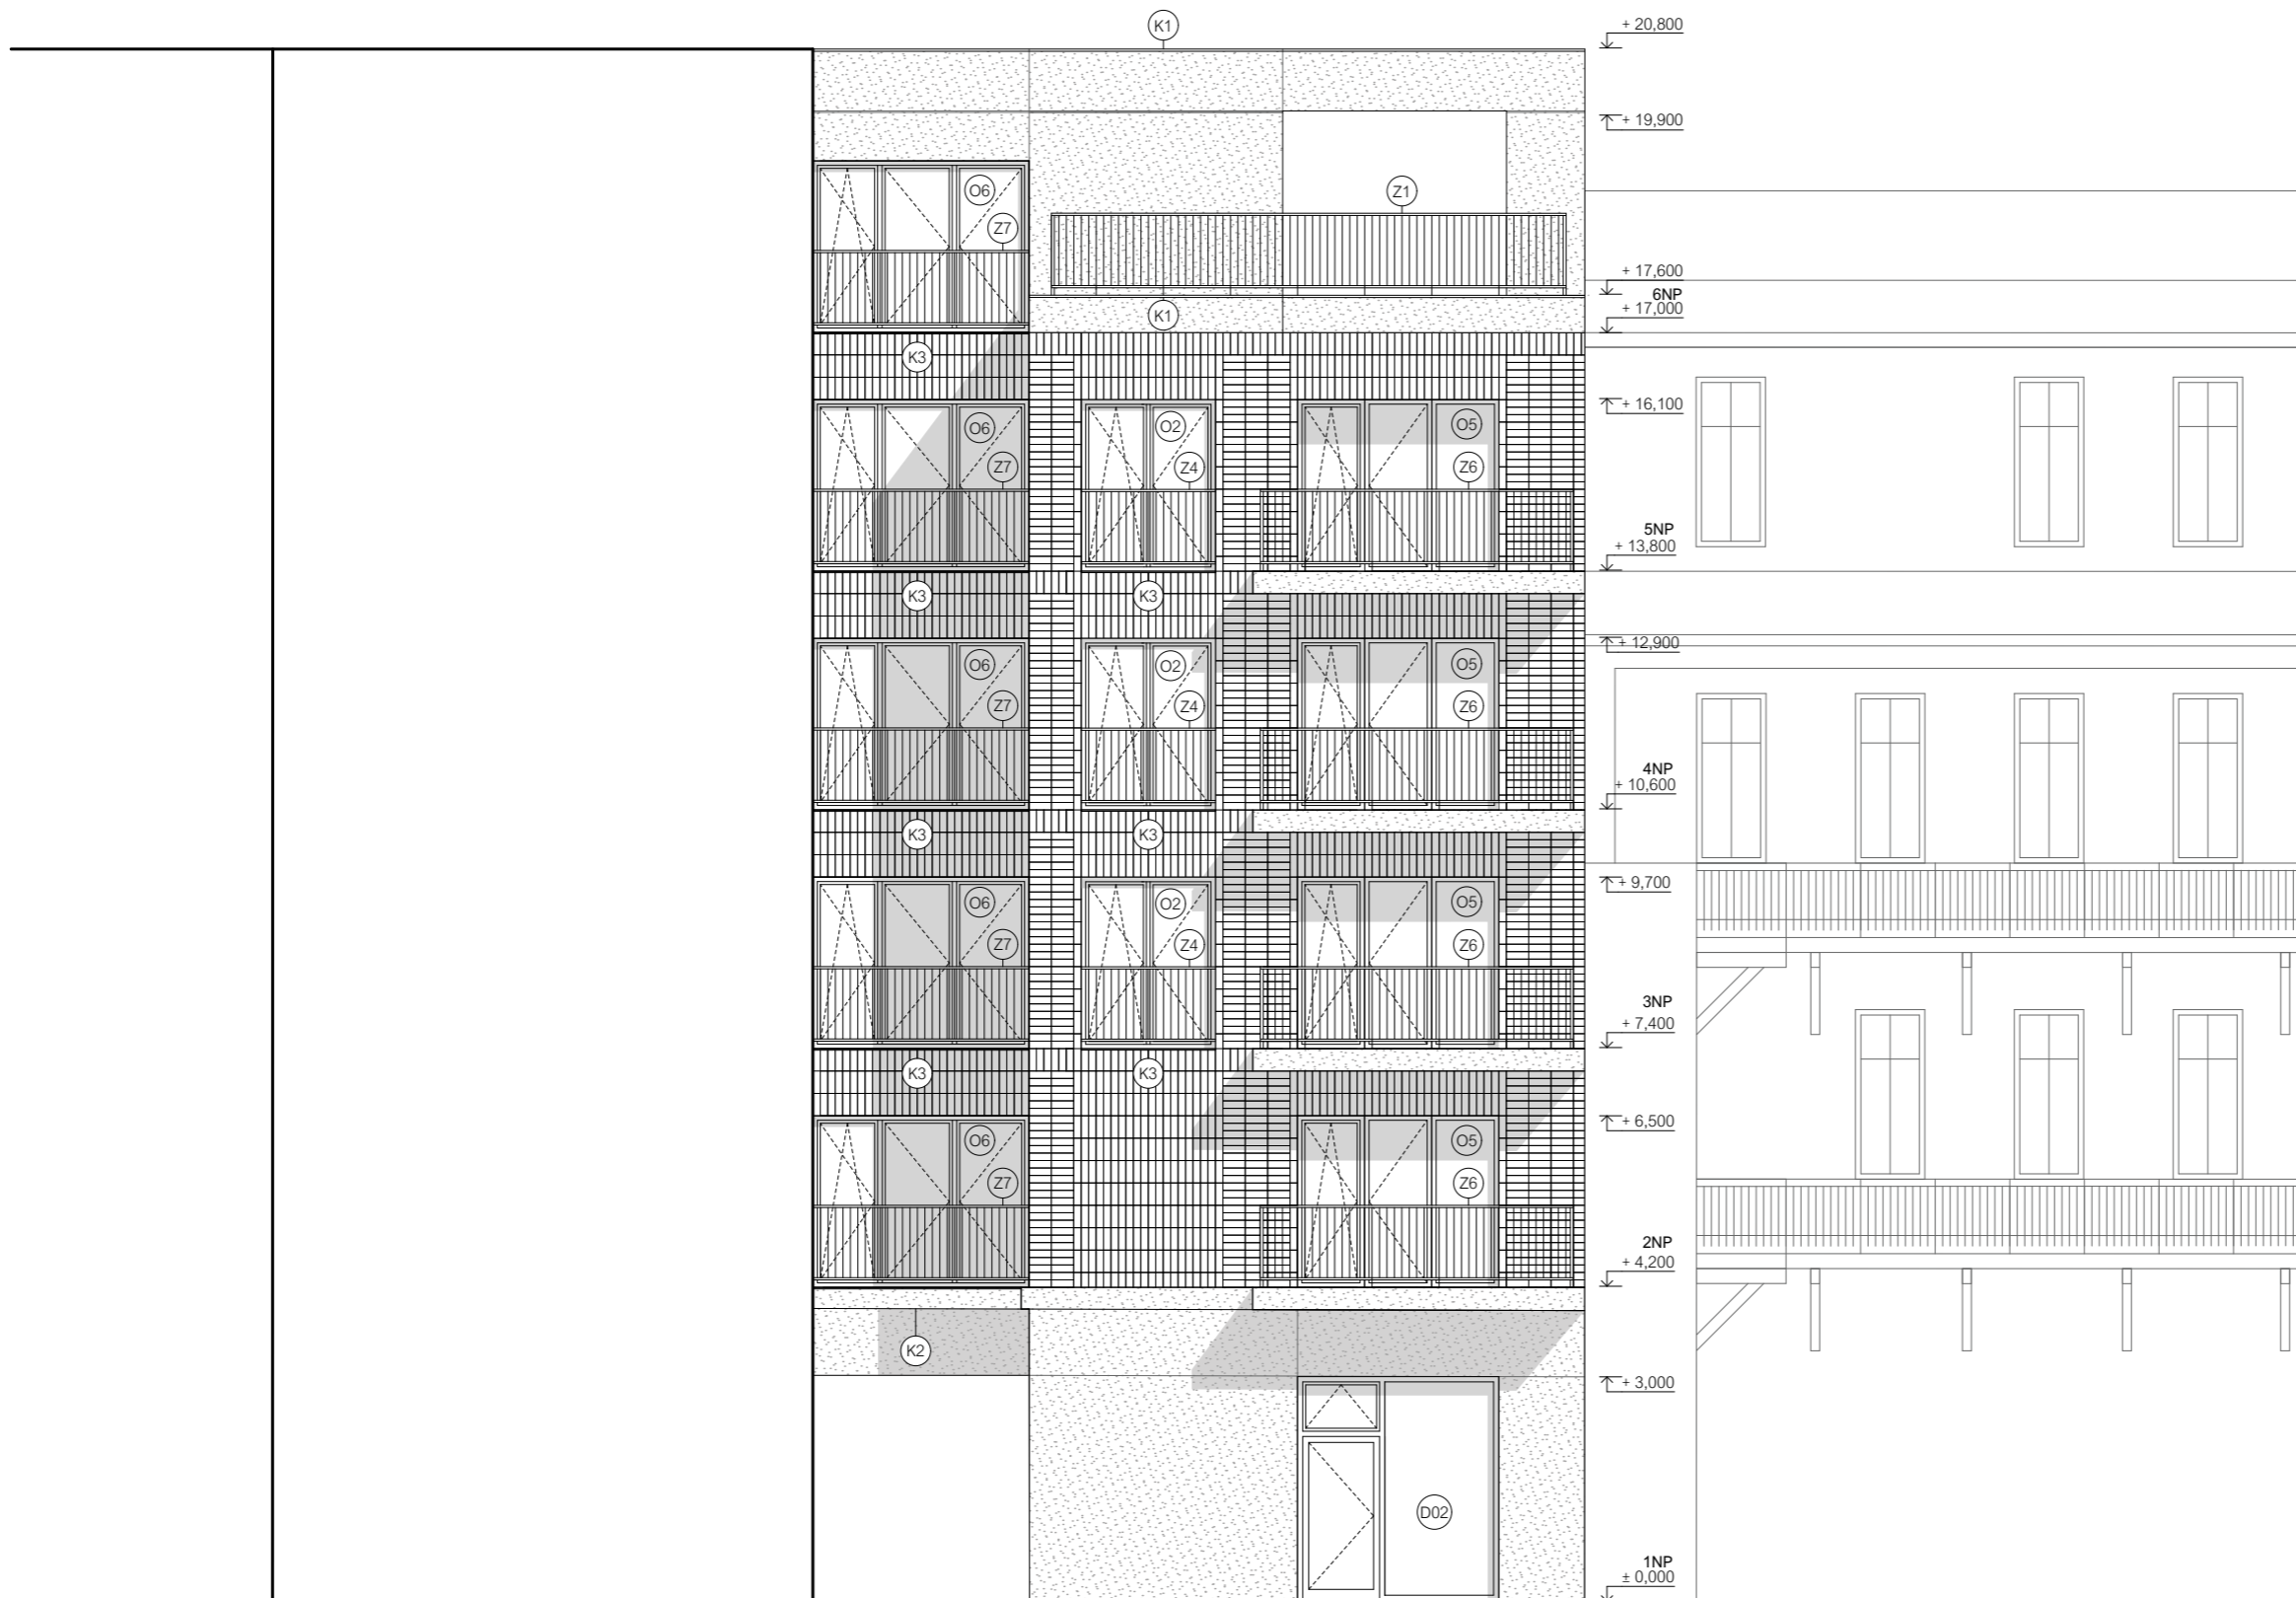 K1
+ 20,800
+ 19,900
O6
Z1
Z7
+ 17,600
6NP
K1
+ 17,000
K3
+ 16,100
O6
O2
O5
Z7
Z4
Z6
5NP
+ 13,800
K3
K3
+ 12,900
O6
O2
O5
Z7
Z4
Z6
4NP
+ 10,600
K3
K3
+ 9,700
O6
O2
O5
Z7
Z4
Z6
3NP
+ 7,400
K3
K3
+ 6,500
O6
O5
Z7
Z6
2NP
+ 4,200
K2
+ 3,000
D02
1NP
± 0,000